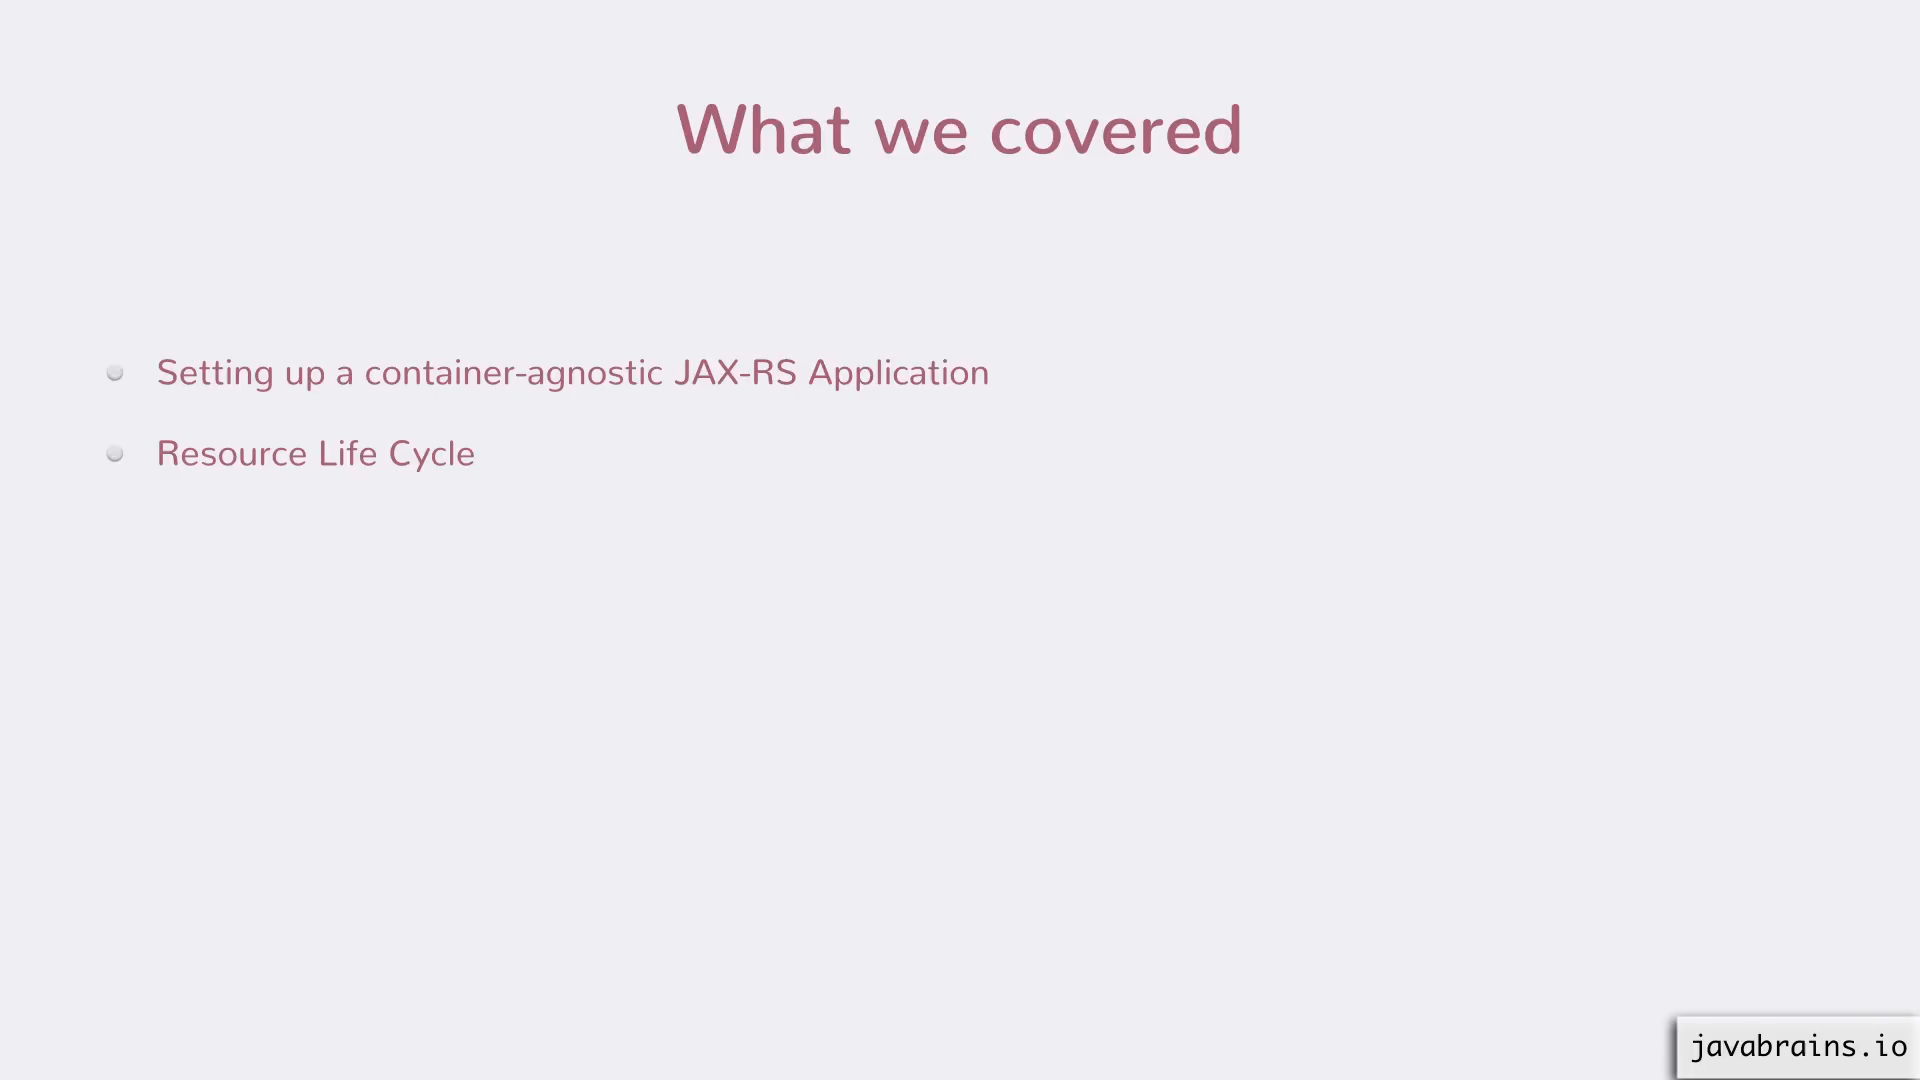 What we covered
Setting up a container-agnostic JAX-RS Application
Resource Life Cycle
javabrains.io